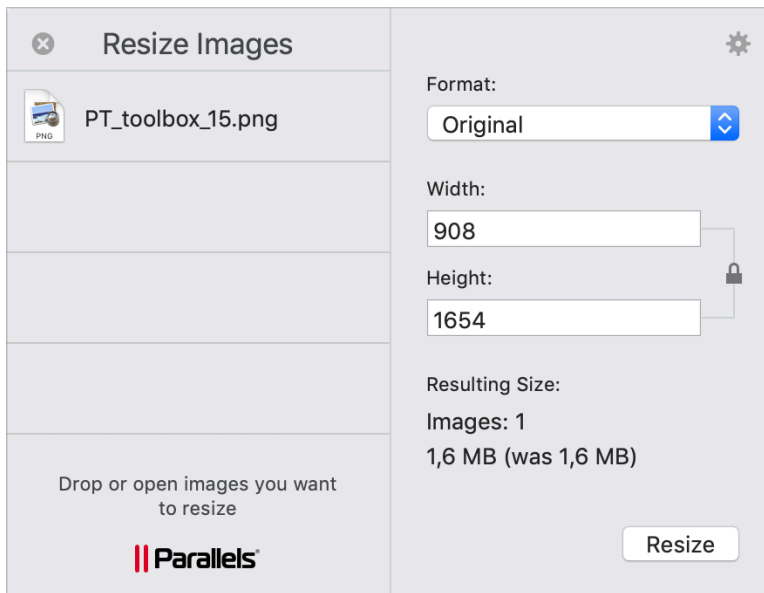 Resize Images
PNG
PT_toolbox_15.png
Drop or open images you want
to resize
Parallels®
Format:
Original
Width:
908
Height:
1654
Resulting Size:
Images: 1
1,6 MB (was 1,6 MB)
Resize